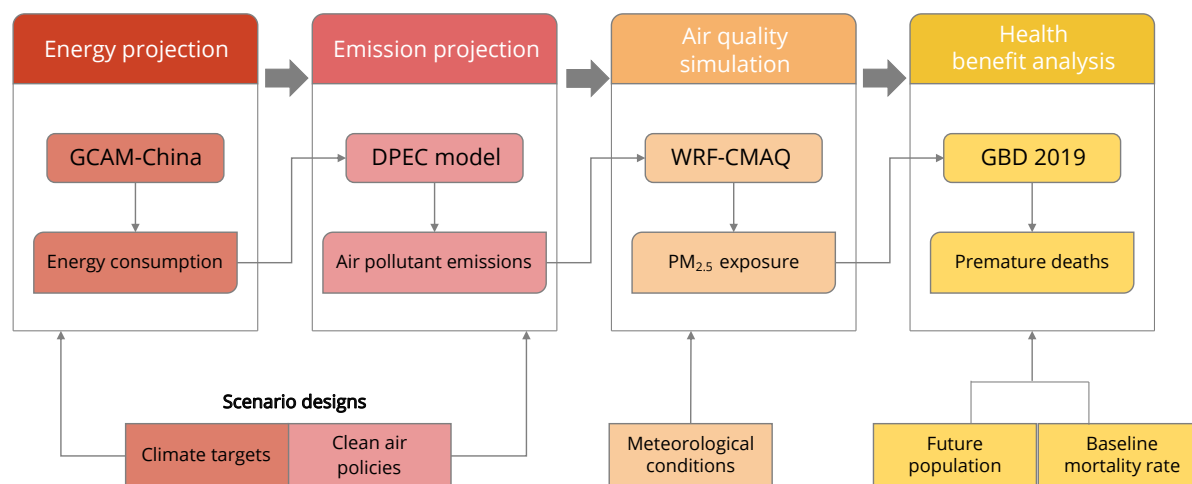 Energy projection
Emission projection
Air quality
simulation
Health
benefit analysis
GCAM-China
DPEC model
WRF-CMAQ
GBD 2019
Energy consumption
Air pollutant emissions
PM₂.₅ exposure
Premature deaths
Scenario designs
Climate targets
Clean air
policies
Meteorological
conditions
Future
population
Baseline
mortality rate